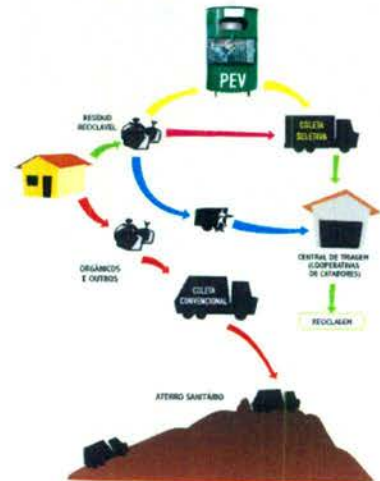 PEV
RESÍDUO
RECICLÁVEL
COLETA
SELETIVA
CENTRAL DE TRIAGEM
(COOPERATIVAS
DE CATADORES)
ORGÂNICOS
E OUTROS
COLETA
CONVENCIONAL
RECICLAGEM
ATERRO SANITÁRIO